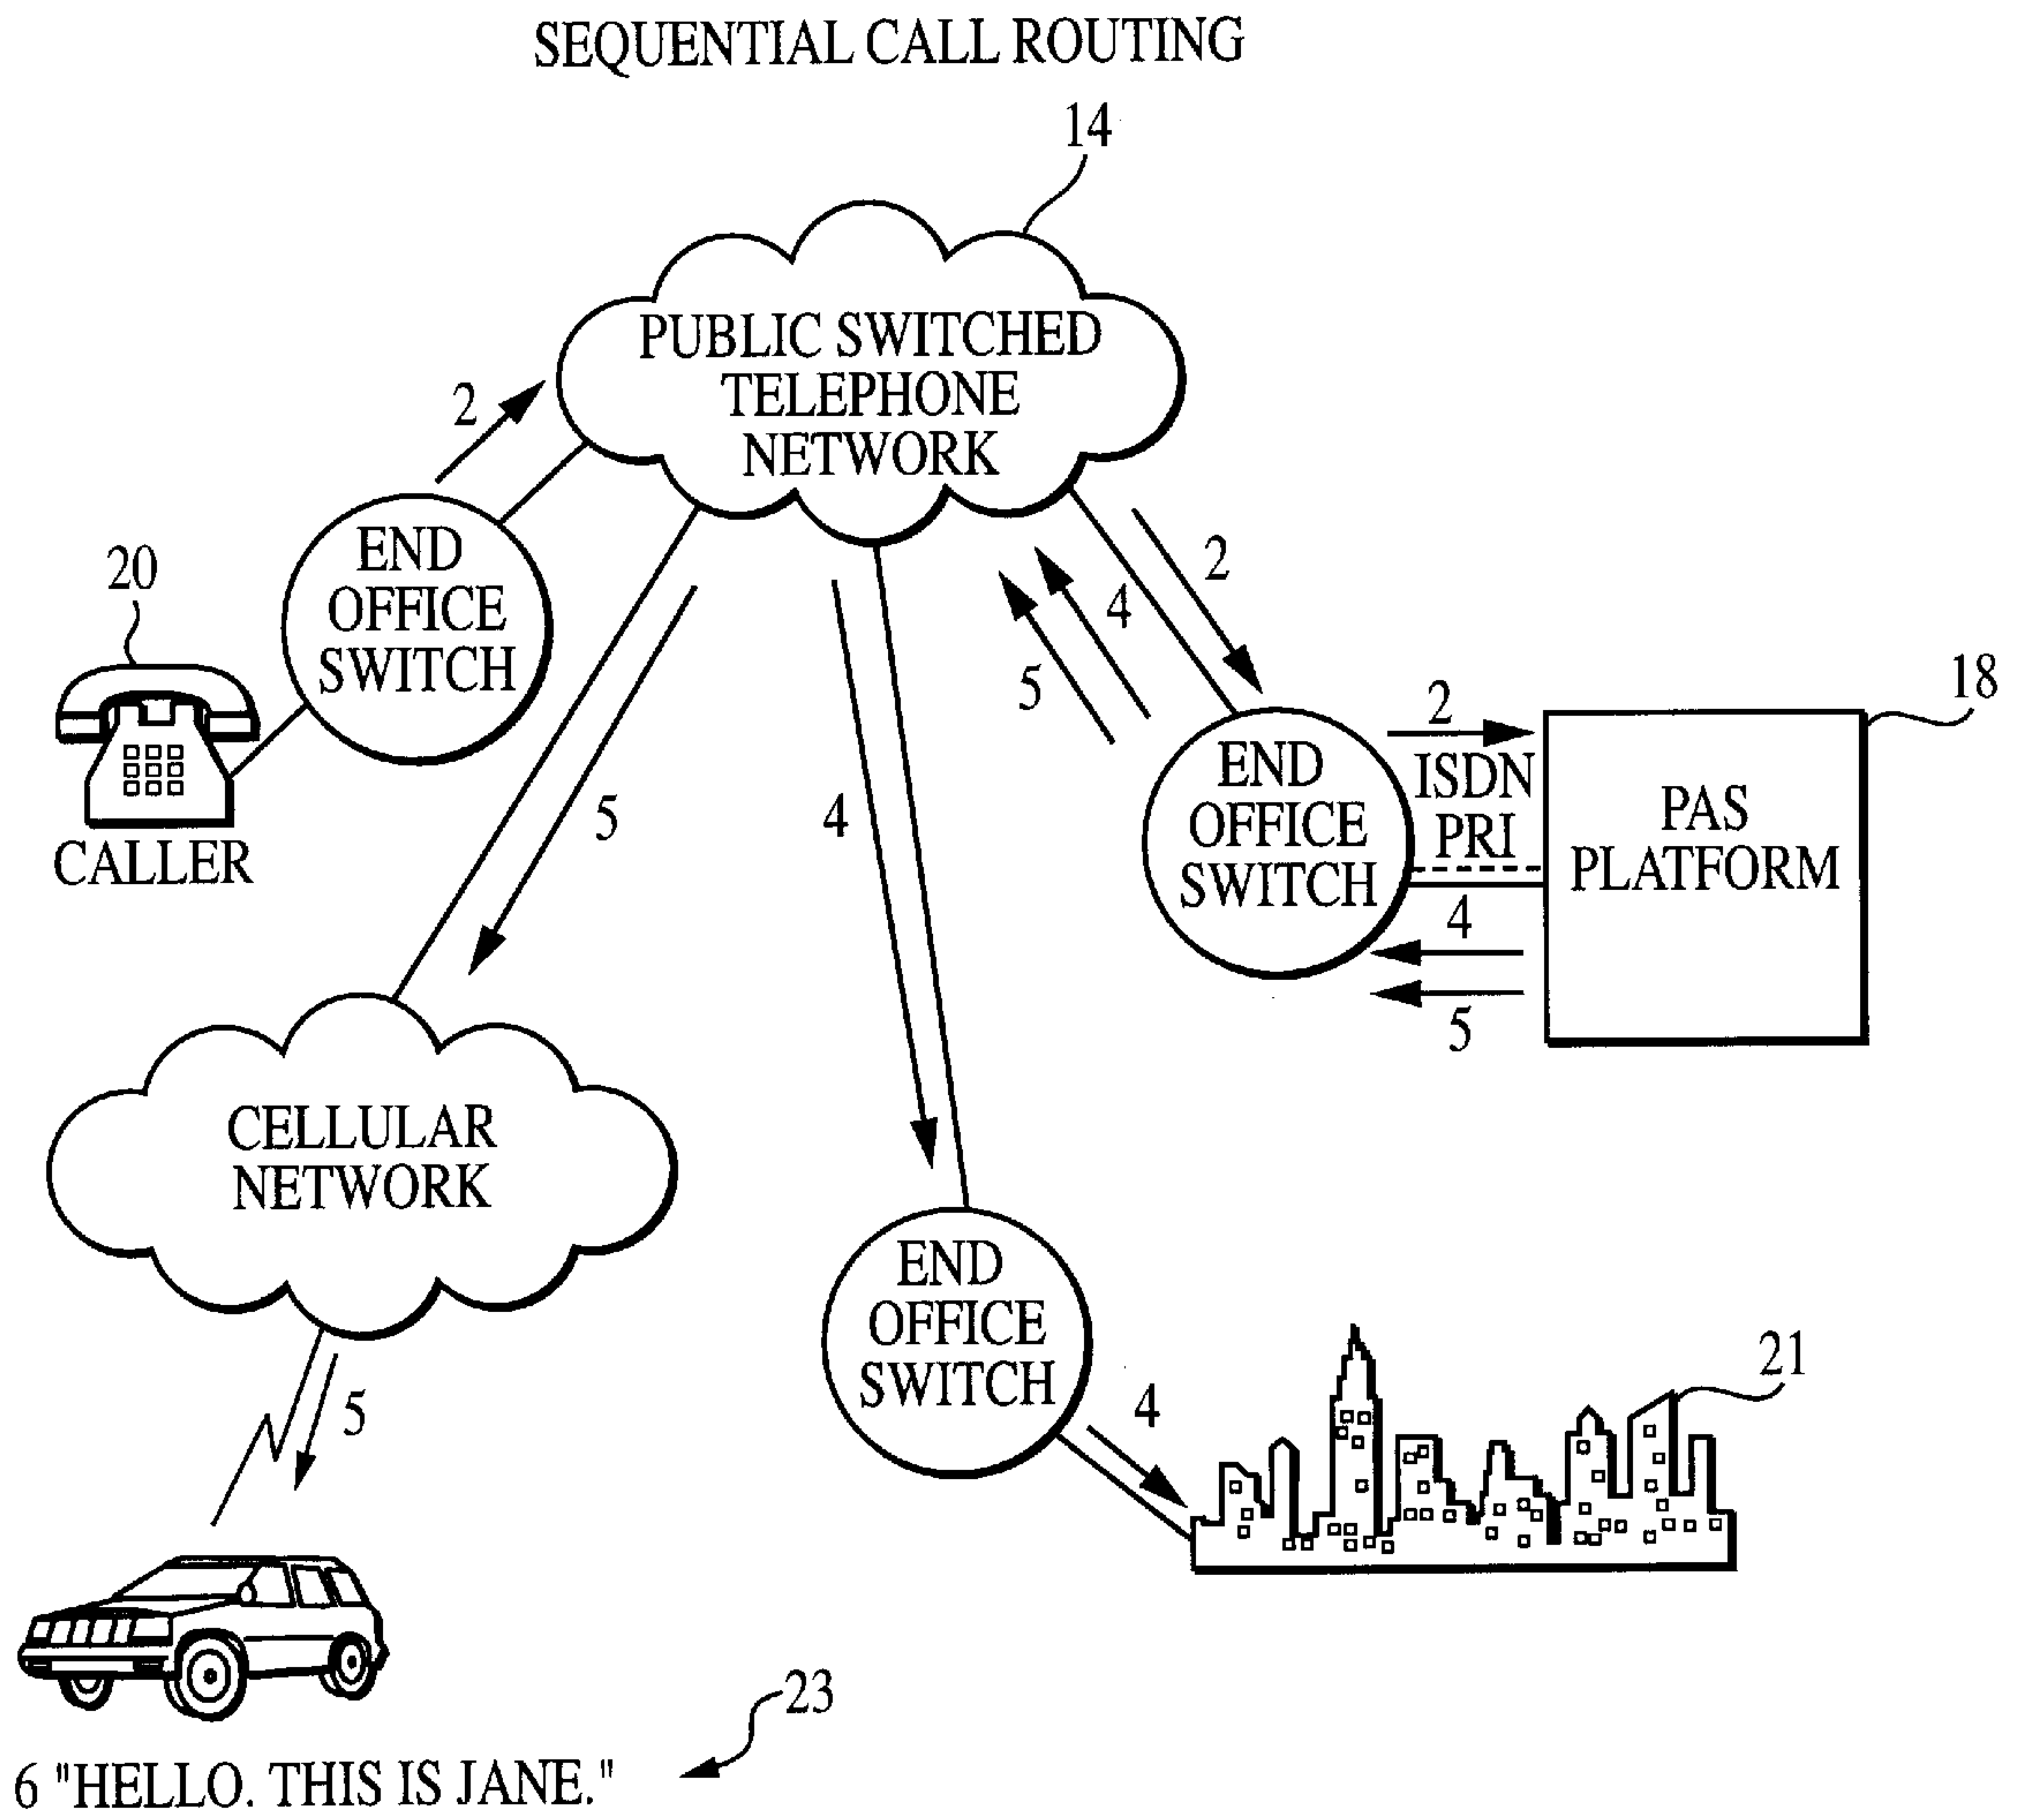 SEQUENTIAL CALL ROUTING
14
PUBLIC SWITCHED
TELEPHONE
NETWORK
2
END
OFFICE
SWITCH
20
CALLER
2
4
5
5
4
END
OFFICE
SWITCH
2
ISDN
PRI
4
5
18
PAS
PLATFORM
CELLULAR
NETWORK
5
END
OFFICE
SWITCH
4
21
23
6 "HELLO. THIS IS JANE."